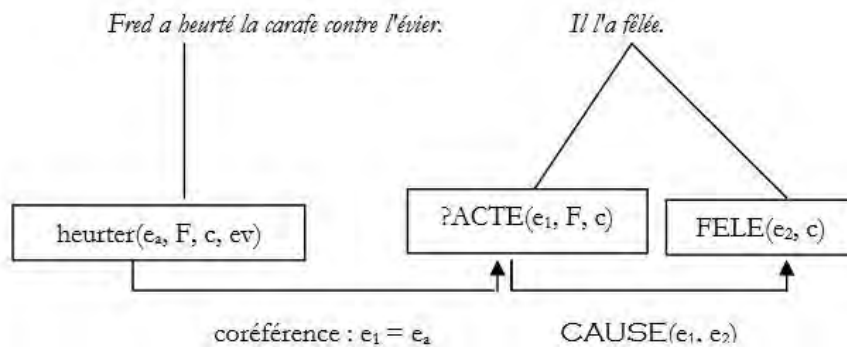 Fred a heurté la carafe contre l'évier. Il l'a fêlée.
heurter(eₐ, F, c, ev) ?ACTE(e₁, F, c) FELE(e₂, c)
coréférence : e₁ = eₐ CAUSE(e₁, e₂)